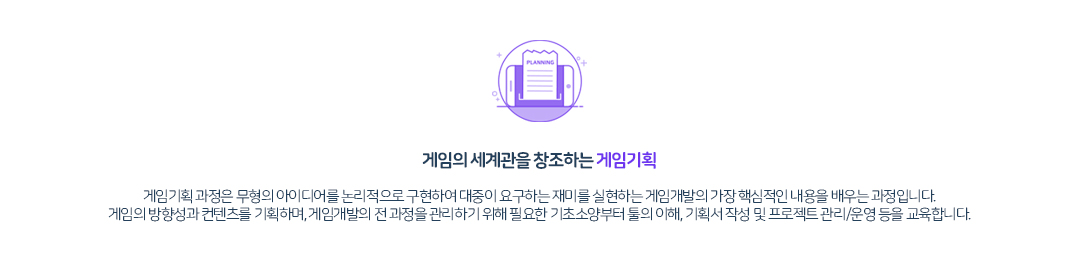 PLANNING
게임의 세계관을 창조하는 게임기획
게임기획 과정은 무형의 아이디어를 논리적으로 구현하여 대중이 요구하는 재미를 실현하는 게임개발의 가장 핵심적인 내용을 배우는 과정입니다.
게임의 방향성과 컨텐츠를 기획하며, 게임개발의 전 과정을 관리하기 위해 필요한 기초소양부터 툴의 이해, 기획서 작성 및 프로젝트 관리/운영 등을 교육합니다.